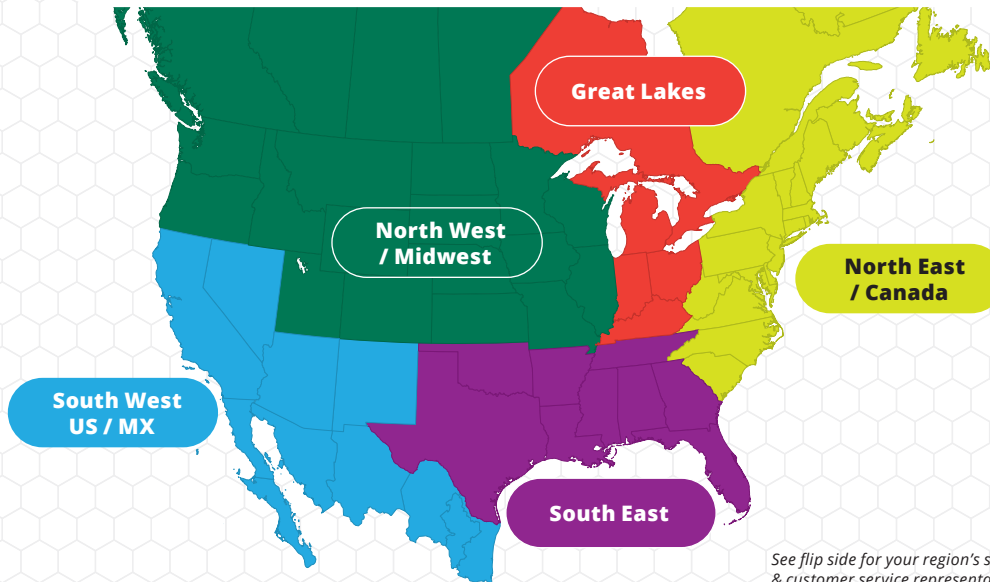 Great Lakes
North West
/ Midwest
North East
/ Canada
South West
US / MX
South East
See flip side for your region's
& customer service